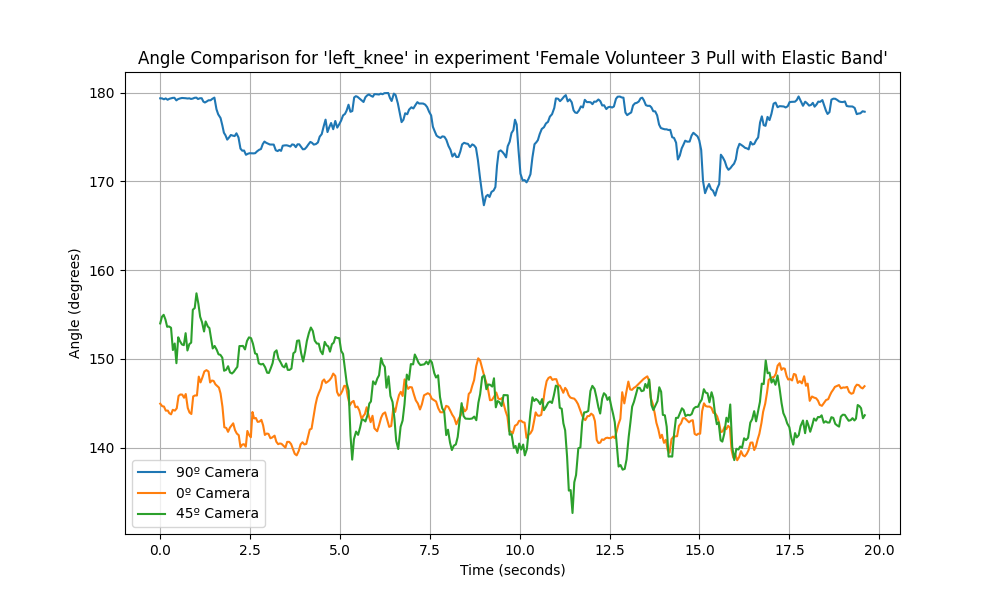 Angle Comparison for 'left_knee' in experiment 'Female Volunteer 3 Pull with Elastic Band'
180
170
160
150
140
Angle (degrees)
90º Camera
0º Camera
45º Camera
0.0 2.5 5.0 7.5 10.0 12.5 15.0 17.5 20.0
Time (seconds)